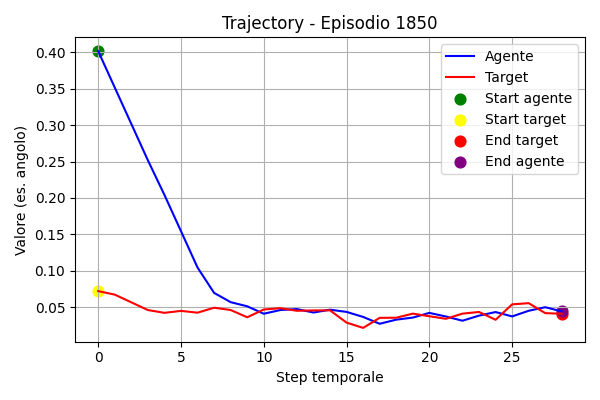 Trajectory - Episodio 1850
Valore (es. angolo)
0.40
0.35
0.30
0.25
0.20
0.15
0.10
0.05
Agente
Target
Start agente
Start target
End target
End agente
0 5 10 15 20 25
Step temporale